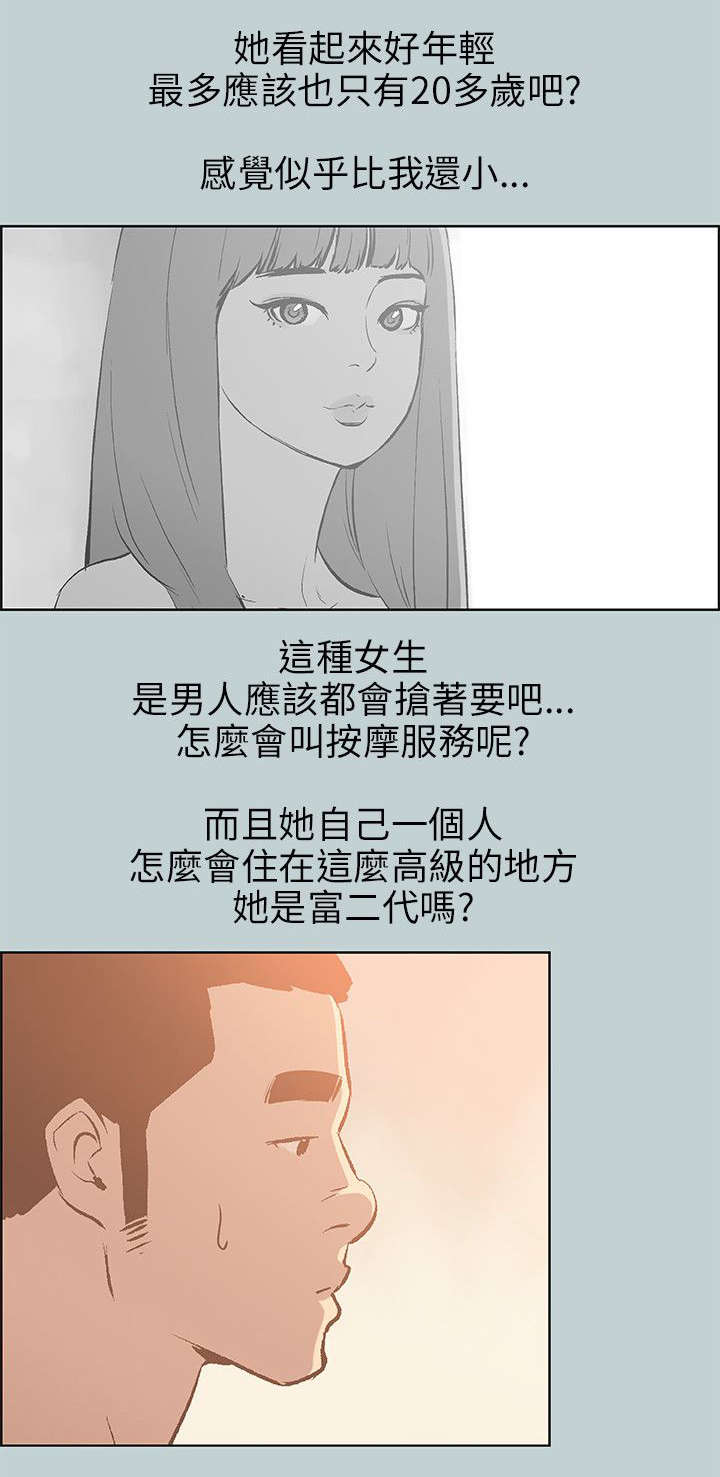 她看起來好年輕
最多應該也只有20多歲吧?
感覺似乎比我還小...
這種女生
是男人應該都會搶著要吧...
怎麼會叫按摩服務呢?
而且她自己一個人
怎麼會住在這麼高級的地方
她是富二代嗎?